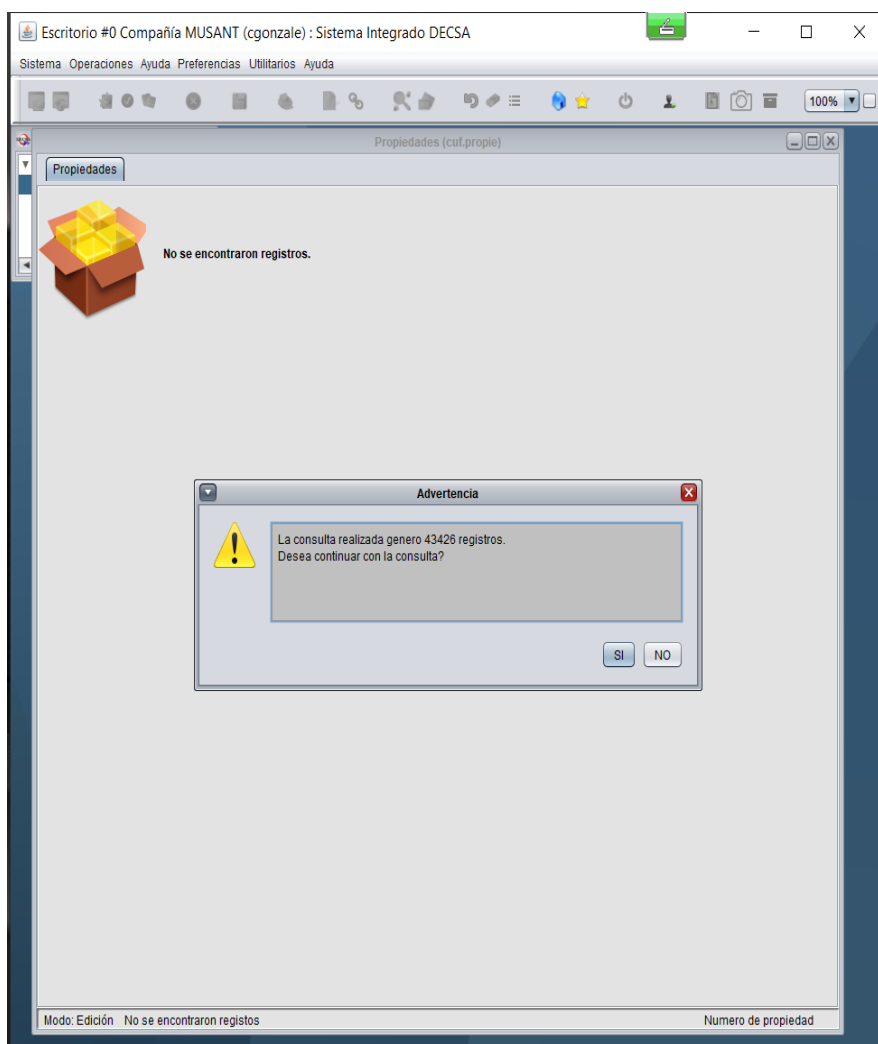 Escritorio #0 Compañía MUSANT (cgonzale) : Sistema Integrado DECSA
Sistema Operaciones Ayuda Preferencias Utilitarios Ayuda
100%
Propiedades (cuf.propie)
Propiedades
No se encontraron registros.
Advertencia
La consulta realizada genero 43426 registros.
Desea continuar con la consulta?
SI NO
Modo: Edición No se encontraron registos Numero de propiedad